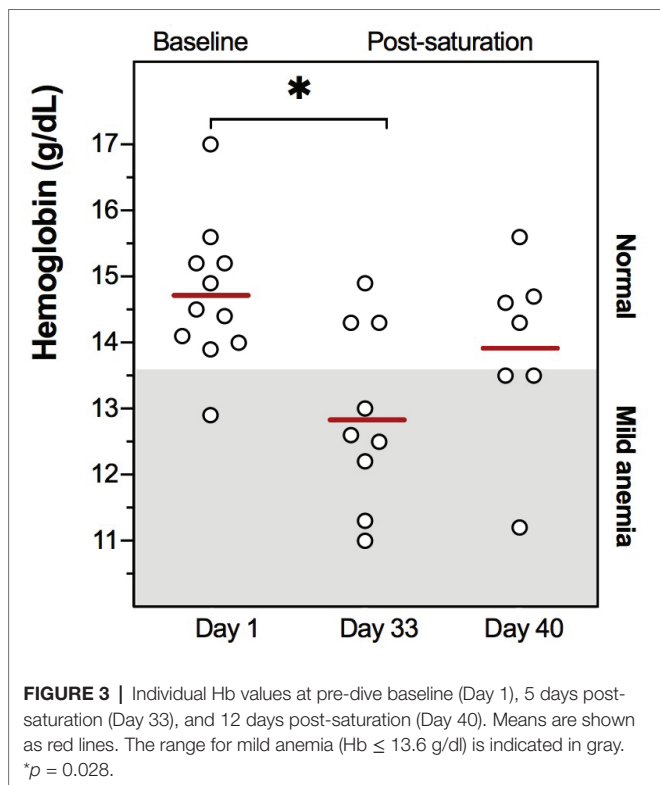 Baseline
Post-saturation
*
Hemoglobin (g/dL)
17
16
15
14
13
12
11
Normal
Mild anemia
Day 1
Day 33
Day 40
FIGURE 3 | Individual Hb values at pre-dive baseline (Day 1), 5 days post-
saturation (Day 33), and 12 days post-saturation (Day 40). Means are shown
as red lines. The range for mild anemia (Hb ≤ 13.6 g/dl) is indicated in gray.
*p = 0.028.